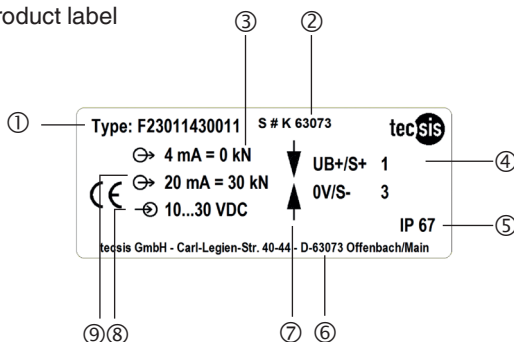 roduct label
③ ②
① Type: F23011430011 S # K 63073 tecsis
4 mA = 0 kN
UB+/S+ 1 ④
CE 20 mA = 30 kN
0V/S- 3
10...30 VDC
IP 67 ⑤
tecsis GmbH - Carl-Legien-Str. 40-44 - D-63073 Offenbach/Main
⑨⑧ ⑦ ⑥